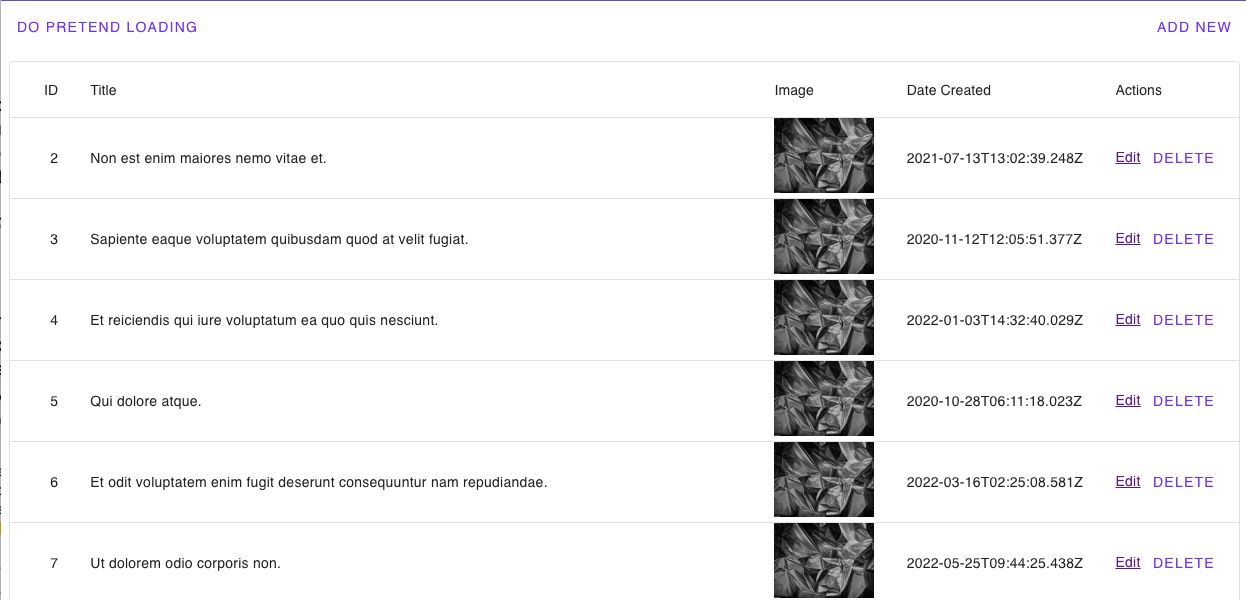 DO PRETEND LOADING ADD NEW
ID Title Image Date Created Actions
2 Non est enim maiores nemo vitae et. 2021-07-13T13:02:39.248Z Edit DELETE
3 Sapiente eaque voluptatem quibusdam quod at velit fugiat. 2020-11-12T12:05:51.377Z Edit DELETE
4 Et reiciendis qui iure voluptatum ea quo quis nesciunt. 2022-01-03T14:32:40.029Z Edit DELETE
5 Qui dolore atque. 2020-10-28T06:11:18.023Z Edit DELETE
6 Et odit voluptatem enim fugit deserunt consequuntur nam repudiandae. 2022-03-16T02:25:08.581Z Edit DELETE
7 Ut dolorem odio corporis non. 2022-05-25T09:44:25.438Z Edit DELETE